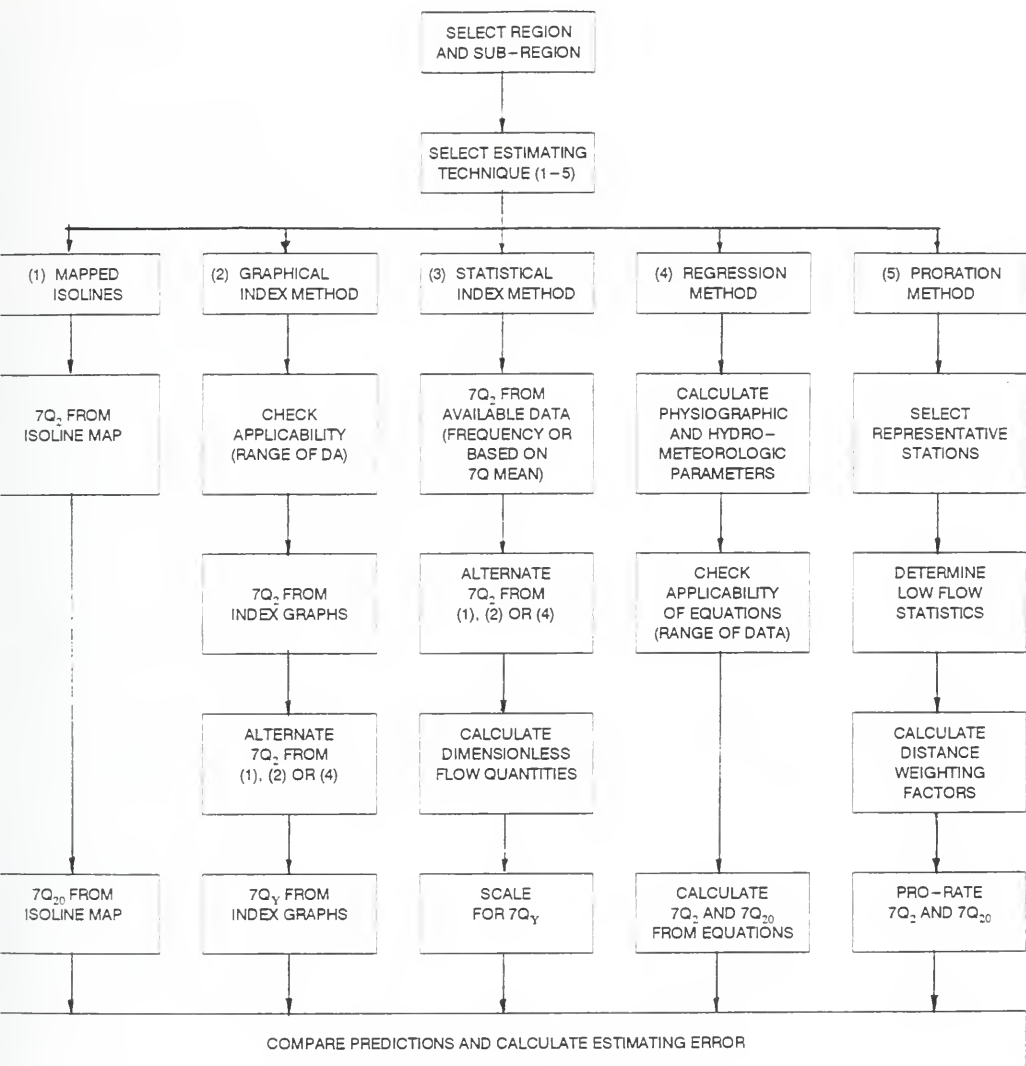 SELECT REGION
AND SUB-REGION
SELECT ESTIMATING
TECHNIQUE (1-5)
(1) MAPPED
ISOLINES
(2) GRAPHICAL
INDEX METHOD
(3) STATISTICAL
INDEX METHOD
(4) REGRESSION
METHOD
(5) PRORATION
METHOD
7Q₂ FROM
ISOLINE MAP
CHECK
APPLICABILITY
(RANGE OF DA)
7Q₂ FROM
AVAILABLE DATA
(FREQUENCY OR
BASED ON
7Q MEAN)
CALCULATE
PHYSIOGRAPHIC
AND HYDRO-
METEOROLOGIC
PARAMETERS
SELECT
REPRESENTATIVE
STATIONS
7Q₂ FROM
INDEX GRAPHS
ALTERNATE
7Q₂ FROM
(1), (2) OR (4)
CHECK
APPLICABILITY
OF EQUATIONS
(RANGE OF DATA)
DETERMINE
LOW FLOW
STATISTICS
ALTERNATE
7Q₂ FROM
(1), (2) OR (4)
CALCULATE
DIMENSIONLESS
FLOW QUANTITIES
CALCULATE
DISTANCE
WEIGHTING
FACTORS
7Q₂₀ FROM
ISOLINE MAP
7Qᵧ FROM
INDEX GRAPHS
SCALE
FOR 7Qᵧ
CALCULATE
7Q₂ AND 7Q₂₀
FROM EQUATIONS
PRO-RATE
7Q₂ AND 7Q₂₀
COMPARE PREDICTIONS AND CALCULATE ESTIMATING ERROR